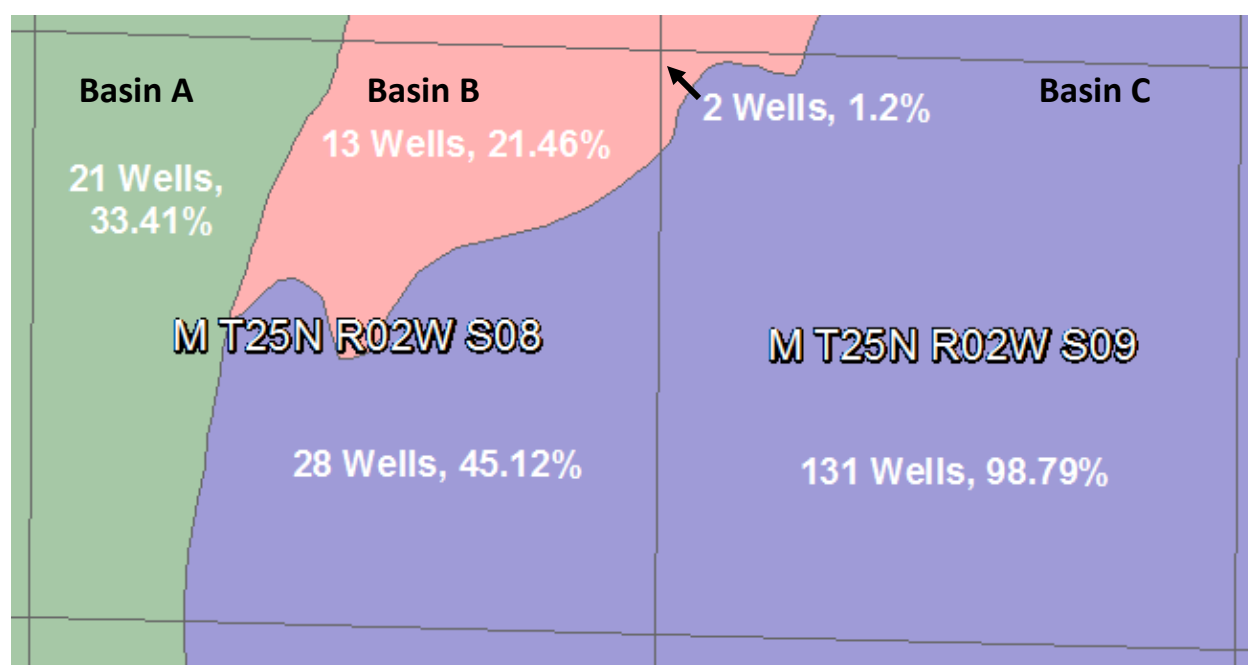 Basin A
Basin B
Basin C
2 Wells, 1.2%
13 Wells, 21.46%
21 Wells,
33.41%
M T25N R02W S08
M T25N R02W S09
28 Wells, 45.12%
131 Wells, 98.79%